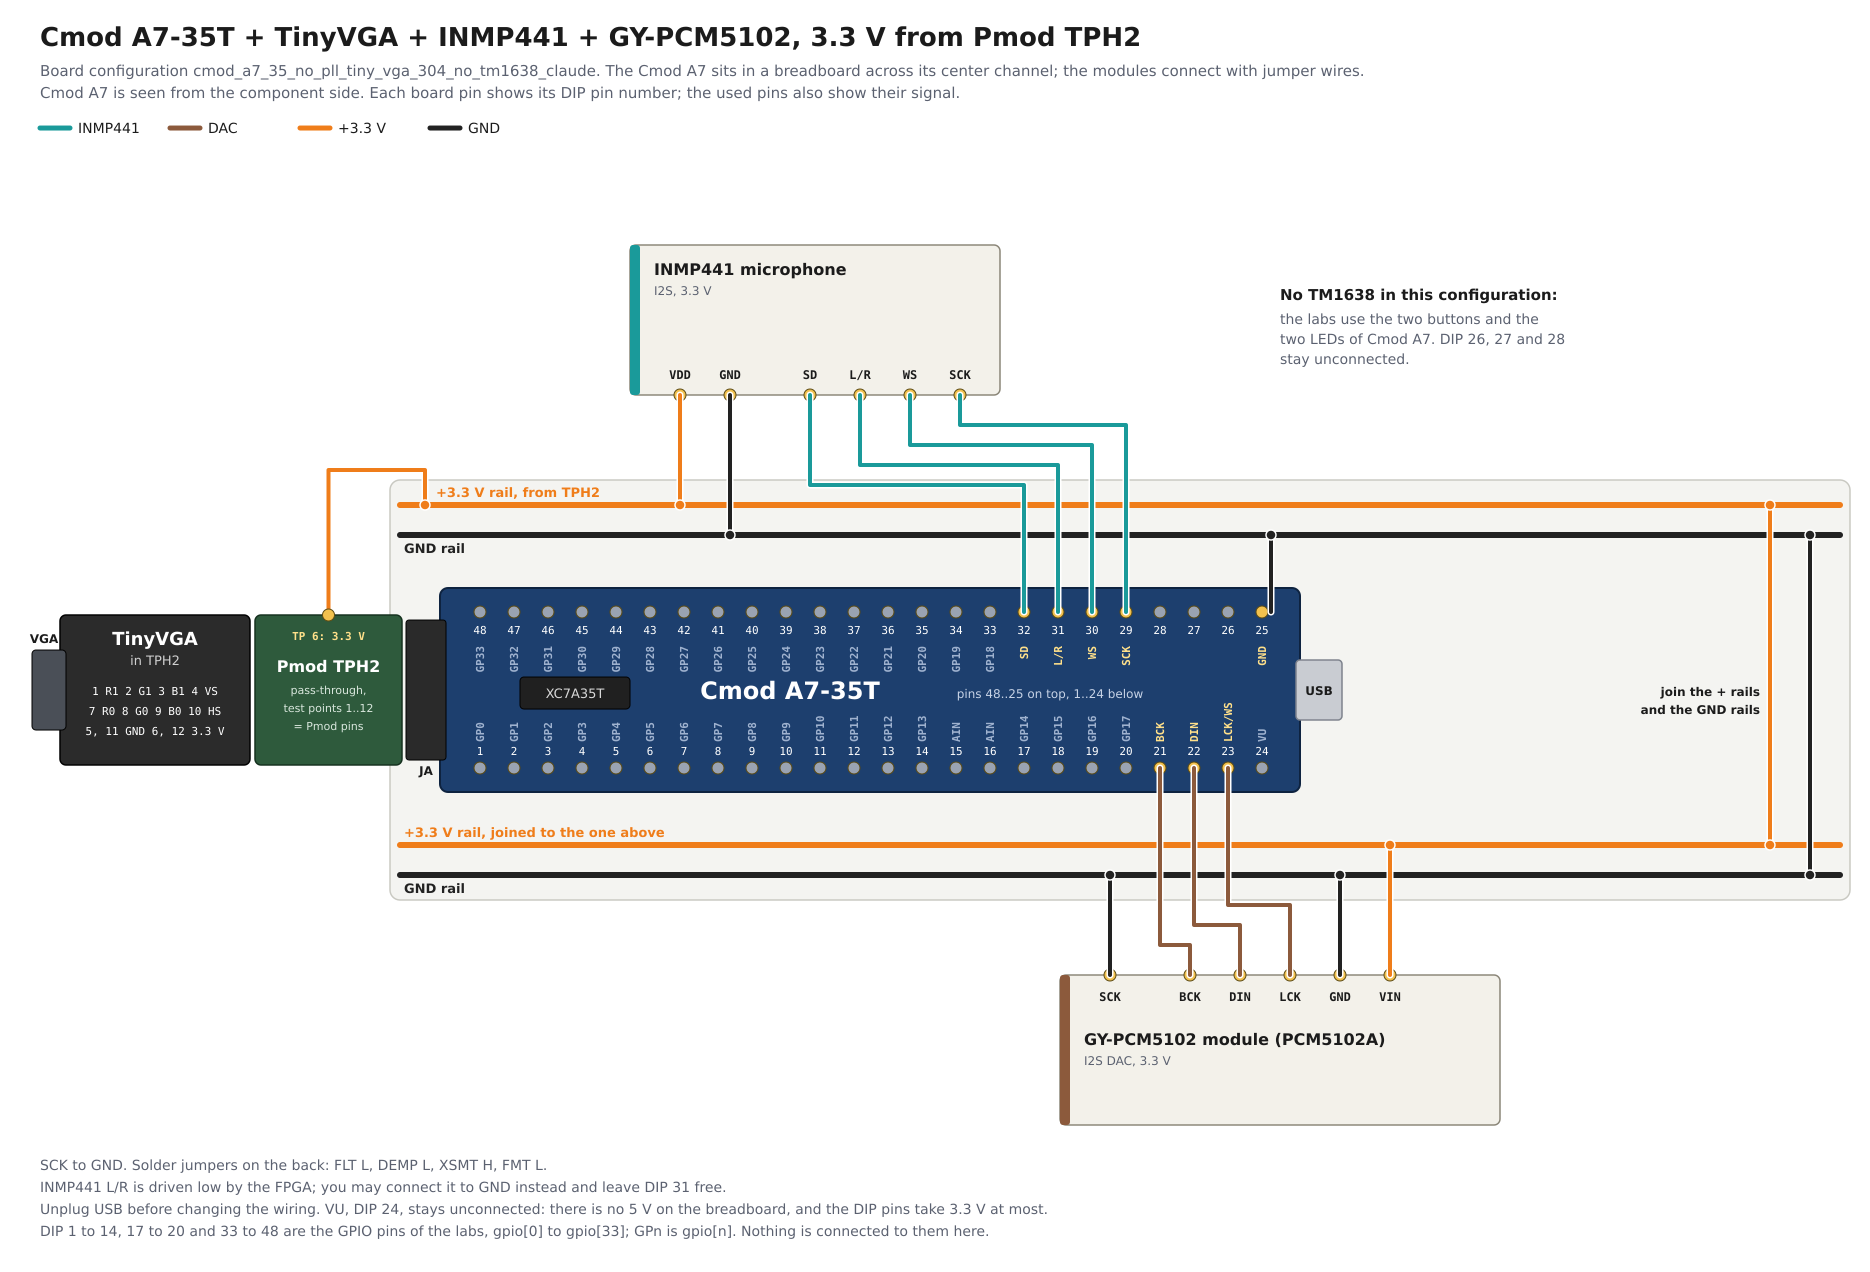 Cmod A7-35T + TinyVGA + INMP441 + GY-PCM5102, 3.3 V from Pmod TPH2
Board configuration cmod_a7_35_no_pll_tiny_vga_304_no_tm1638_claude. The Cmod A7 sits in a breadboard across its center channel; the modules connect with jumper wires.
Cmod A7 is seen from the component side. Each board pin shows its DIP pin number; the used pins also show their signal.
INMP441 DAC +3.3 V GND
INMP441 microphone
I2S, 3.3 V
VDD GND SD L/R WS SCK
No TM1638 in this configuration:
the labs use the two buttons and the
two LEDs of Cmod A7. DIP 26, 27 and 28
stay unconnected.
+3.3 V rail, from TPH2
GND rail
VGA
TinyVGA
in TPH2
1 R1 2 G1 3 B1 4 VS
7 R0 8 G0 9 B0 10 HS
5, 11 GND 6, 12 3.3 V
TP 6: 3.3 V
Pmod TPH2
pass-through,
test points 1..12
= Pmod pins
JA
48 47 46 45 44 43 42 41 40 39 38 37 36 35 34 33 32 31 30 29 28 27 26 25
GP33 GP32 GP31 GP30 GP29 GP28 GP27 GP26 GP25 GP24 GP23 GP22 GP21 GP20 GP19 GP18 SD L/R WS SCK GND
XC7A35T
Cmod A7-35T
pins 48..25 on top, 1..24 below
USB
GP0 GP1 GP2 GP3 GP4 GP5 GP6 GP7 GP8 GP9 GP10 GP11 GP12 GP13 AIN AIN GP14 GP15 GP16 GP17 BCK DIN LCK/WS VU
1 2 3 4 5 6 7 8 9 10 11 12 13 14 15 16 17 18 19 20 21 22 23 24
join the + rails
and the GND rails
+3.3 V rail, joined to the one above
GND rail
SCK BCK DIN LCK GND VIN
GY-PCM5102 module (PCM5102A)
I2S DAC, 3.3 V
SCK to GND. Solder jumpers on the back: FLT L, DEMP L, XSMT H, FMT L.
INMP441 L/R is driven low by the FPGA; you may connect it to GND instead and leave DIP 31 free.
Unplug USB before changing the wiring. VU, DIP 24, stays unconnected: there is no 5 V on the breadboard, and the DIP pins take 3.3 V at most.
DIP 1 to 14, 17 to 20 and 33 to 48 are the GPIO pins of the labs, gpio[0] to gpio[33]; GPn is gpio[n]. Nothing is connected to them here.